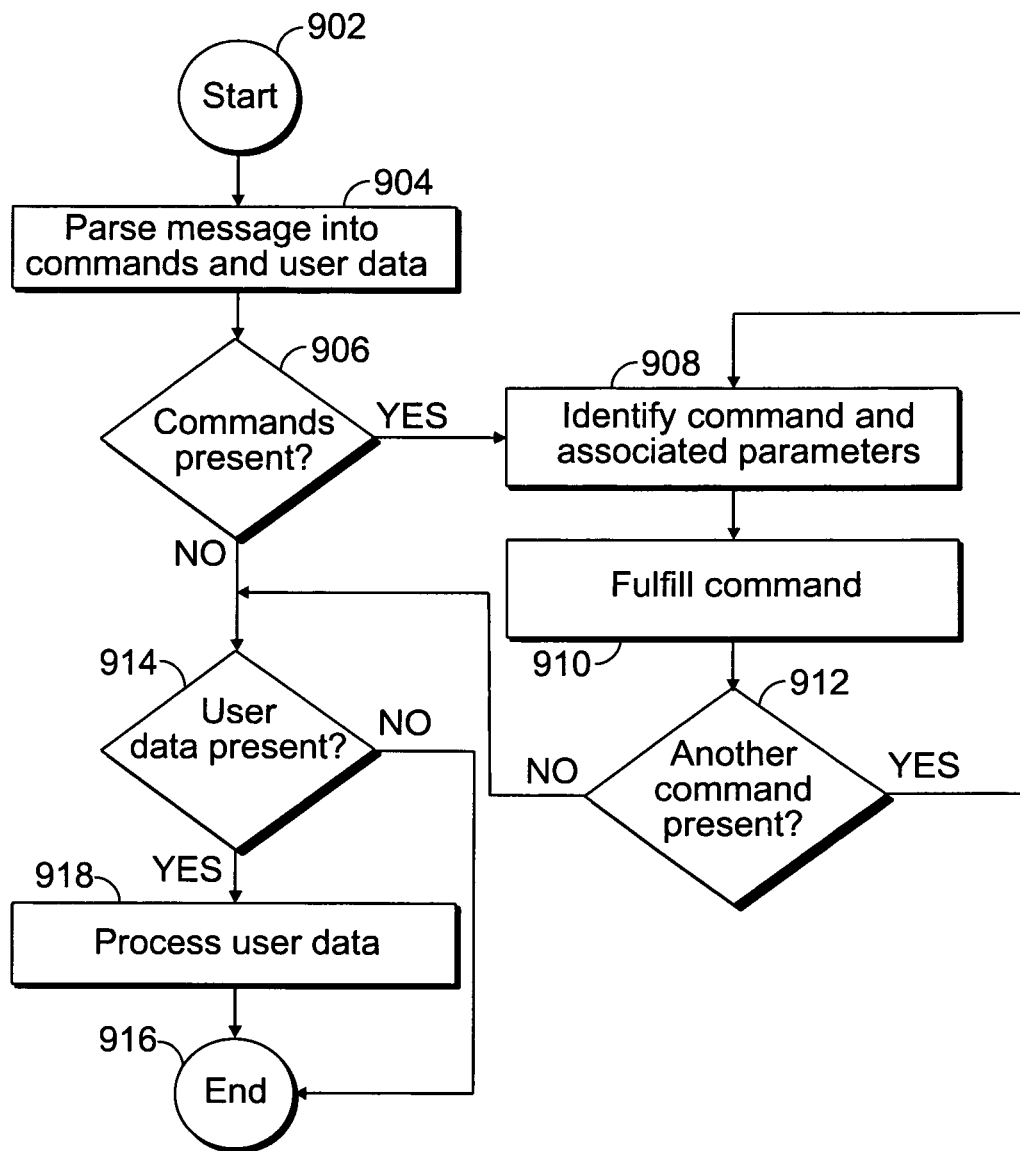 902
Start
904
Parse message into
commands and user data
906
Commands
present?
YES
NO
908
Identify command and
associated parameters
Fulfill command
910
912
Another
command
present?
NO
YES
914
User
data present?
NO
YES
918
Process user data
916
End